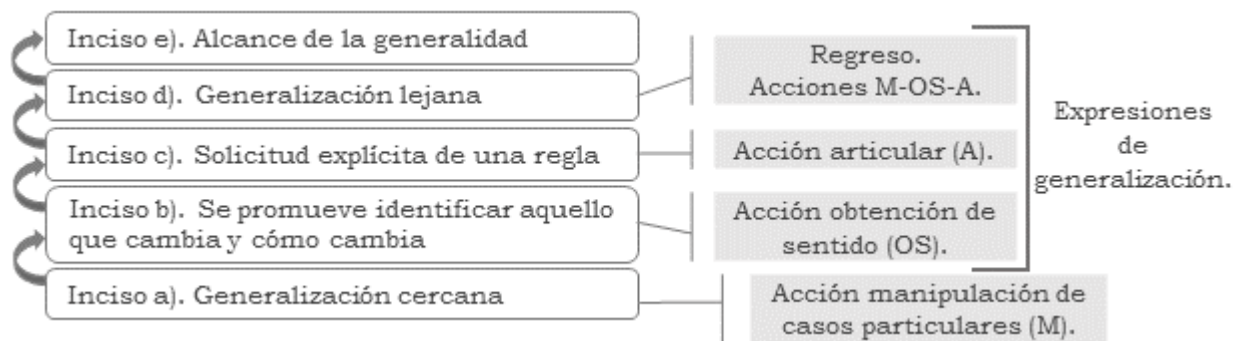 Inciso e). Alcance de la generalidad
Inciso d). Generalización lejana
Inciso c). Solicitud explícita de una regla
Inciso b). Se promueve identificar aquello
que cambia y cómo cambia
Inciso a). Generalización cercana
Regreso.
Acciones M-OS-A.
Acción articular (A).
Acción obtención de
sentido (OS).
Acción manipulación de
casos particulares (M).
Expresiones
de
generalización.